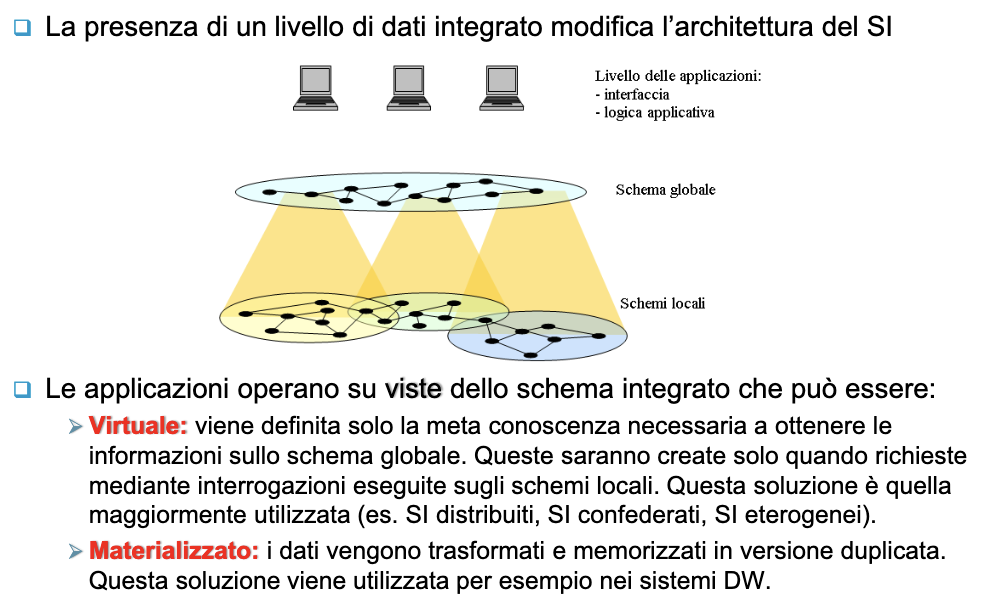 La presenza di un livello di dati integrato modifica l'architettura del SI
Livello delle applicazioni:
- interfaccia
- logica applicativa
Schema globale
Schemi locali
Le applicazioni operano su viste dello schema integrato che può essere:
Virtuale: viene definita solo la meta conoscenza necessaria a ottenere le
informazioni sullo schema globale. Queste saranno create solo quando richieste
mediante interrogazioni eseguite sugli schemi locali. Questa soluzione è quella
maggiormente utilizzata (es. SI distribuiti, SI confederati, SI eterogenei).
Materializzato: i dati vengono trasformati e memorizzati in versione duplicata.
Questa soluzione viene utilizzata per esempio nei sistemi DW.